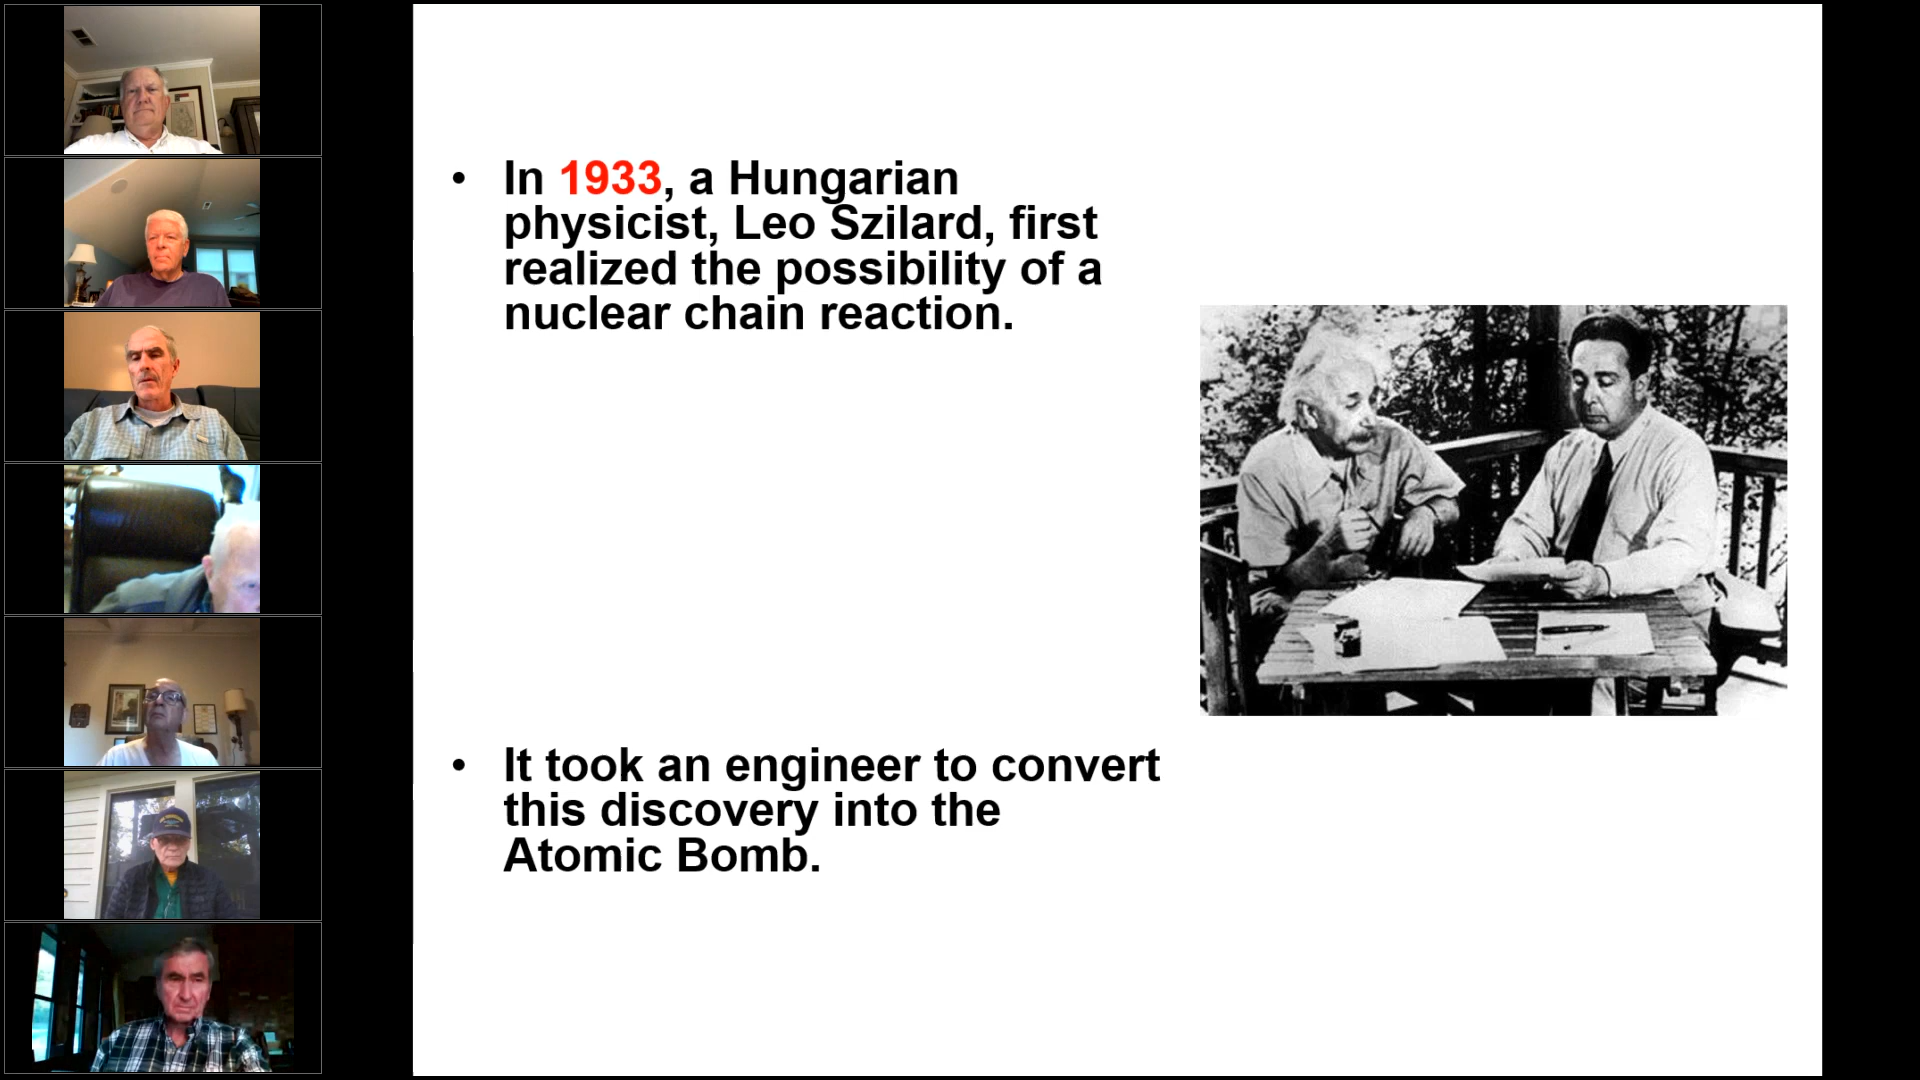 • In 1933, a Hungarian
physicist, Leo Szilard, first
realized the possibility of a
nuclear chain reaction.
• It took an engineer to convert
this discovery into the
Atomic Bomb.